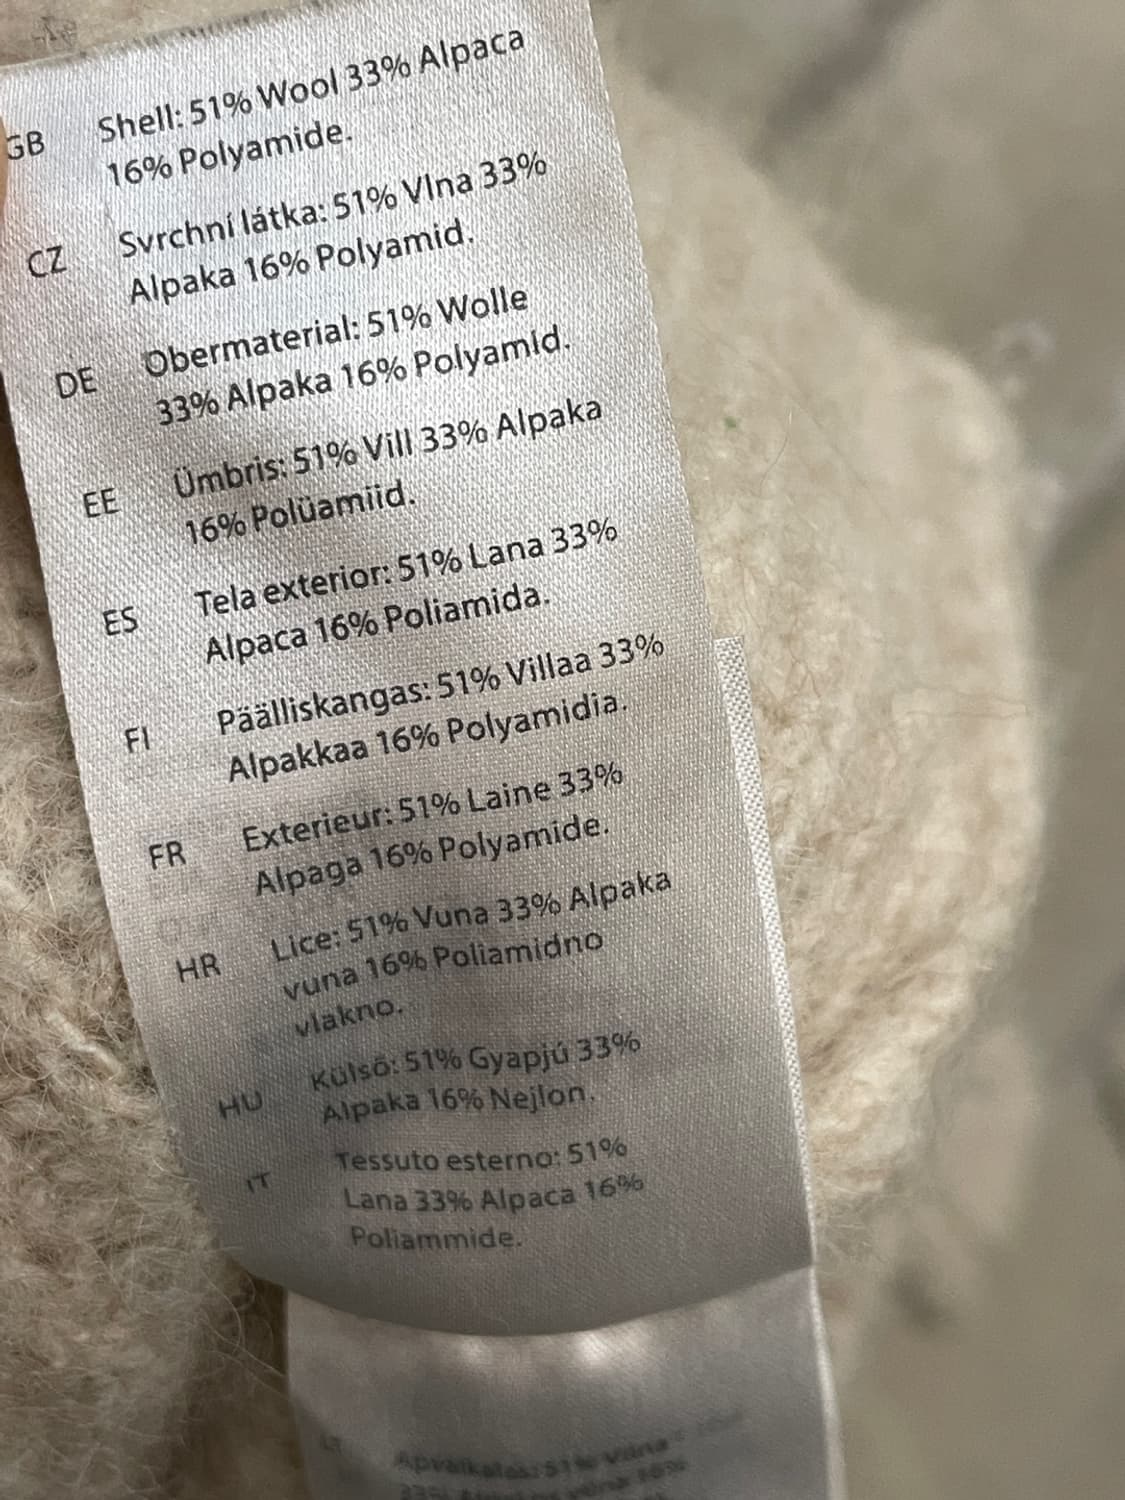 GB Shell: 51% Wool 33% Alpaca
16% Polyamide.
CZ Svrchní látka: 51% Vlna 33%
Alpaka 16% Polyamid.
DE Obermaterial: 51% Wolle
33% Alpaka 16% Polyamid.
EE Ümbris: 51% Vill 33% Alpaka
16% Polüamiid.
ES Tela exterior: 51% Lana 33%
Alpaca 16% Poliamida.
FI Päälliskangas: 51% Villaa 33%
Alpakkaa 16% Polyamidia.
FR Exterieur: 51% Laine 33%
Alpaga 16% Polyamide.
HR Lice: 51% Vuna 33% Alpaka
vuna 16% Poliamidno
vlakno.
HU Külső: 51% Gyapjú 33%
Alpaka 16% Nejlon.
IT Tessuto esterno: 51%
Lana 33% Alpaca 16%
Poliammide.
51% Vilna